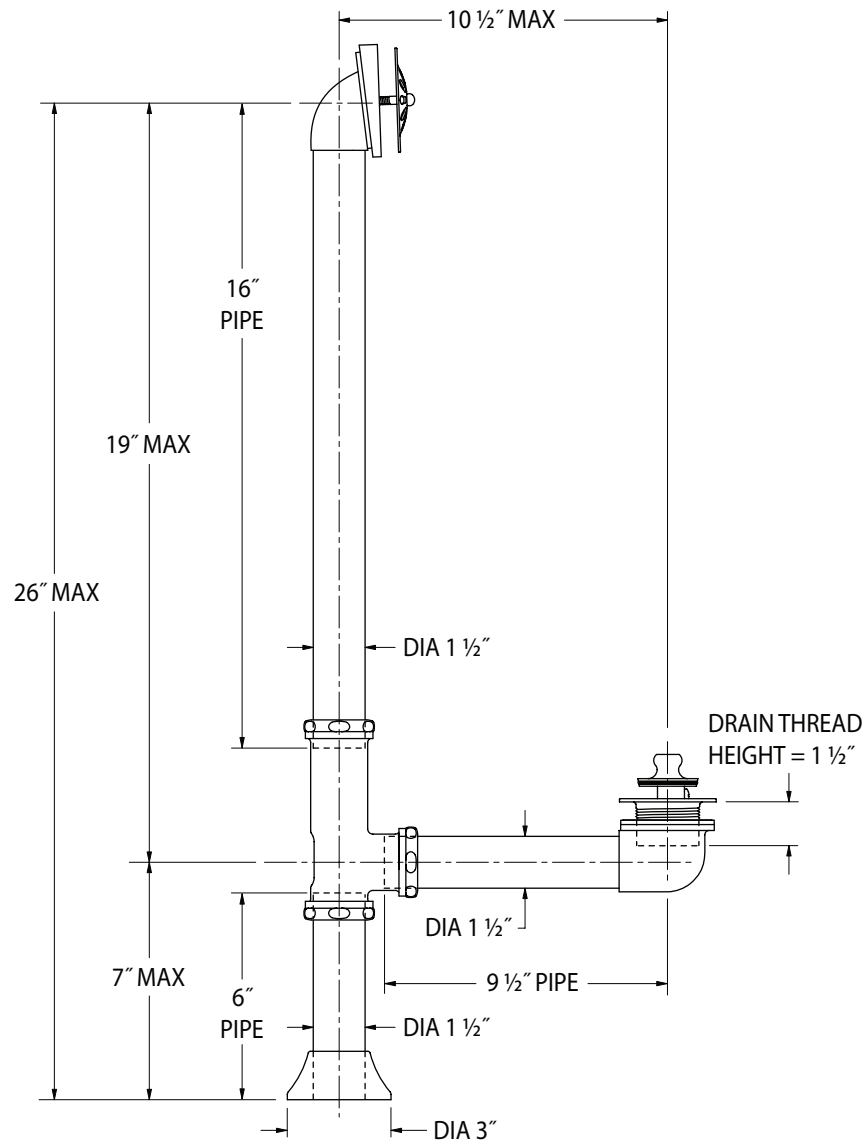 10 ½″ MAX
16″
PIPE
19″ MAX
26″ MAX
DIA 1 ½″
DRAIN THREAD
HEIGHT = 1 ½″
DIA 1 ½″
7″ MAX
9 ½″ PIPE
6″
PIPE
DIA 1 ½″
DIA 3″